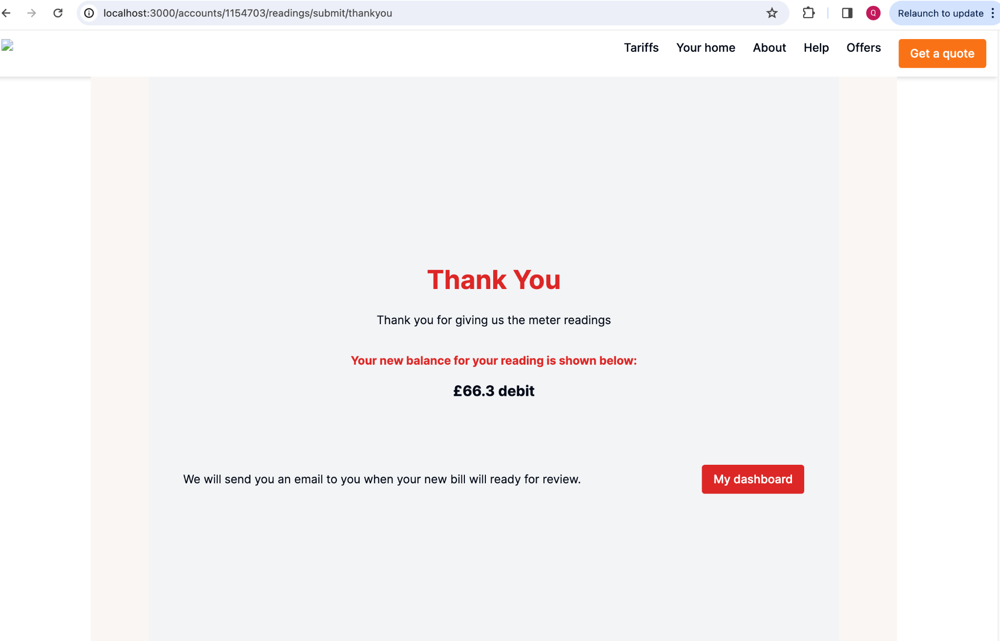 localhost:3000/accounts/1154703/readings/submit/thankyou
Q
Relaunch to update
Tariffs
Your home
About
Help
Offers
Get a quote
Thank You
Thank you for giving us the meter readings
Your new balance for your reading is shown below:
£66.3 debit
We will send you an email to you when your new bill will ready for review.
My dashboard